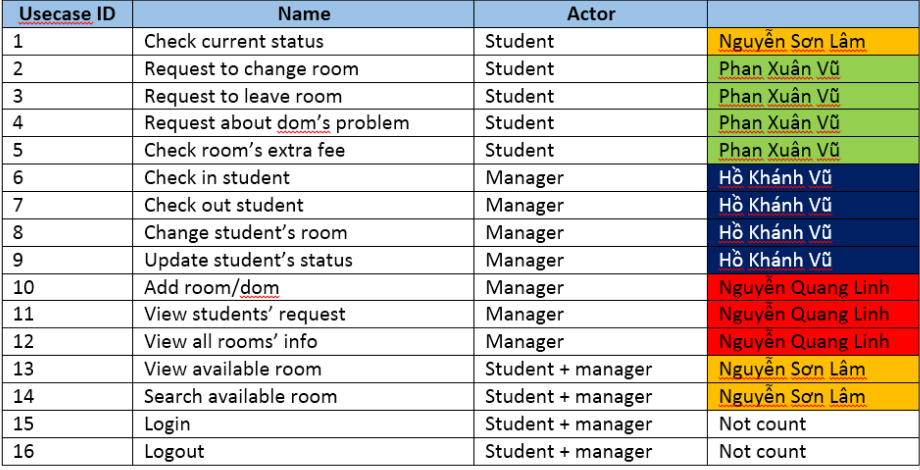 Usecase ID Name Actor
1 Check current status Student Nguyễn Sơn Lâm
2 Request to change room Student Phan Xuân Vũ
3 Request to leave room Student Phan Xuân Vũ
4 Request about dom’s problem Student Phan Xuân Vũ
5 Check room’s extra fee Student Phan Xuân Vũ
6 Check in student Manager Hồ Khánh Vũ
7 Check out student Manager Hồ Khánh Vũ
8 Change student’s room Manager Hồ Khánh Vũ
9 Update student’s status Manager Hồ Khánh Vũ
10 Add room/dom Manager Nguyễn Quang Linh
11 View students’ request Manager Nguyễn Quang Linh
12 View all rooms’ info Manager Nguyễn Quang Linh
13 View available room Student + manager Nguyễn Sơn Lâm
14 Search available room Student + manager Nguyễn Sơn Lâm
15 Login Student + manager Not count
16 Logout Student + manager Not count